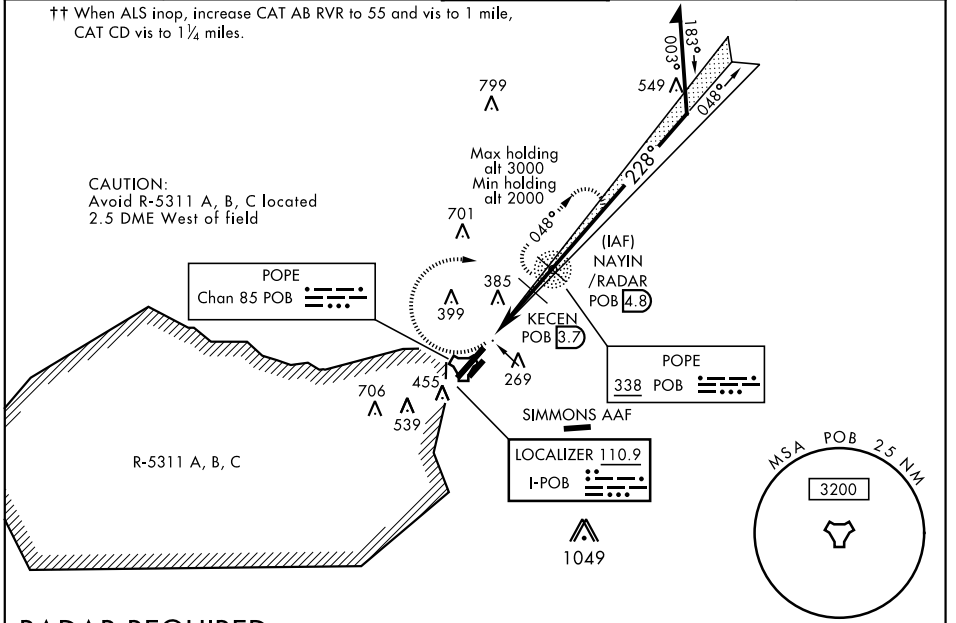 †† When ALS inop, increase CAT AB RVR to 55 and vis to 1 mile,
CAT CD vis to 1¼ miles.
183°
003°
549
048°
799
228°
Max holding
alt 3000
Min holding
alt 2000
CAUTION:
Avoid R-5311 A, B, C located
2.5 DME West of field
048°
701
(IAF)
NAYIN
/RADAR
POB 4.8
POPE
Chan 85 POB
385
399
KECEN
POB 3.7
POPE
338 POB
269
455
706
539
SIMMONS AAF
R-5311 A, B, C
LOCALIZER 110.9
I-POB
MSA POB 25 NM
3200
1049
RADAR REQUIRED